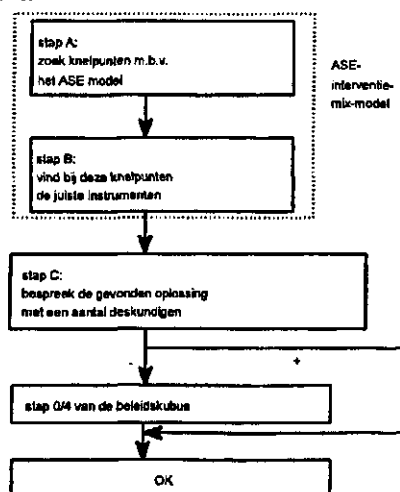 stap A:
zoek knelpunten m.b.v.
het ASE model
ASE-
interventie-
mix-model
stap B:
vind bij deze knelpunten
de juiste instrumenten
stap C:
bespreek de gevonden oplossing
met een aantal deskundigen
-
+
stap 0/4 van de beleidskubus
OK